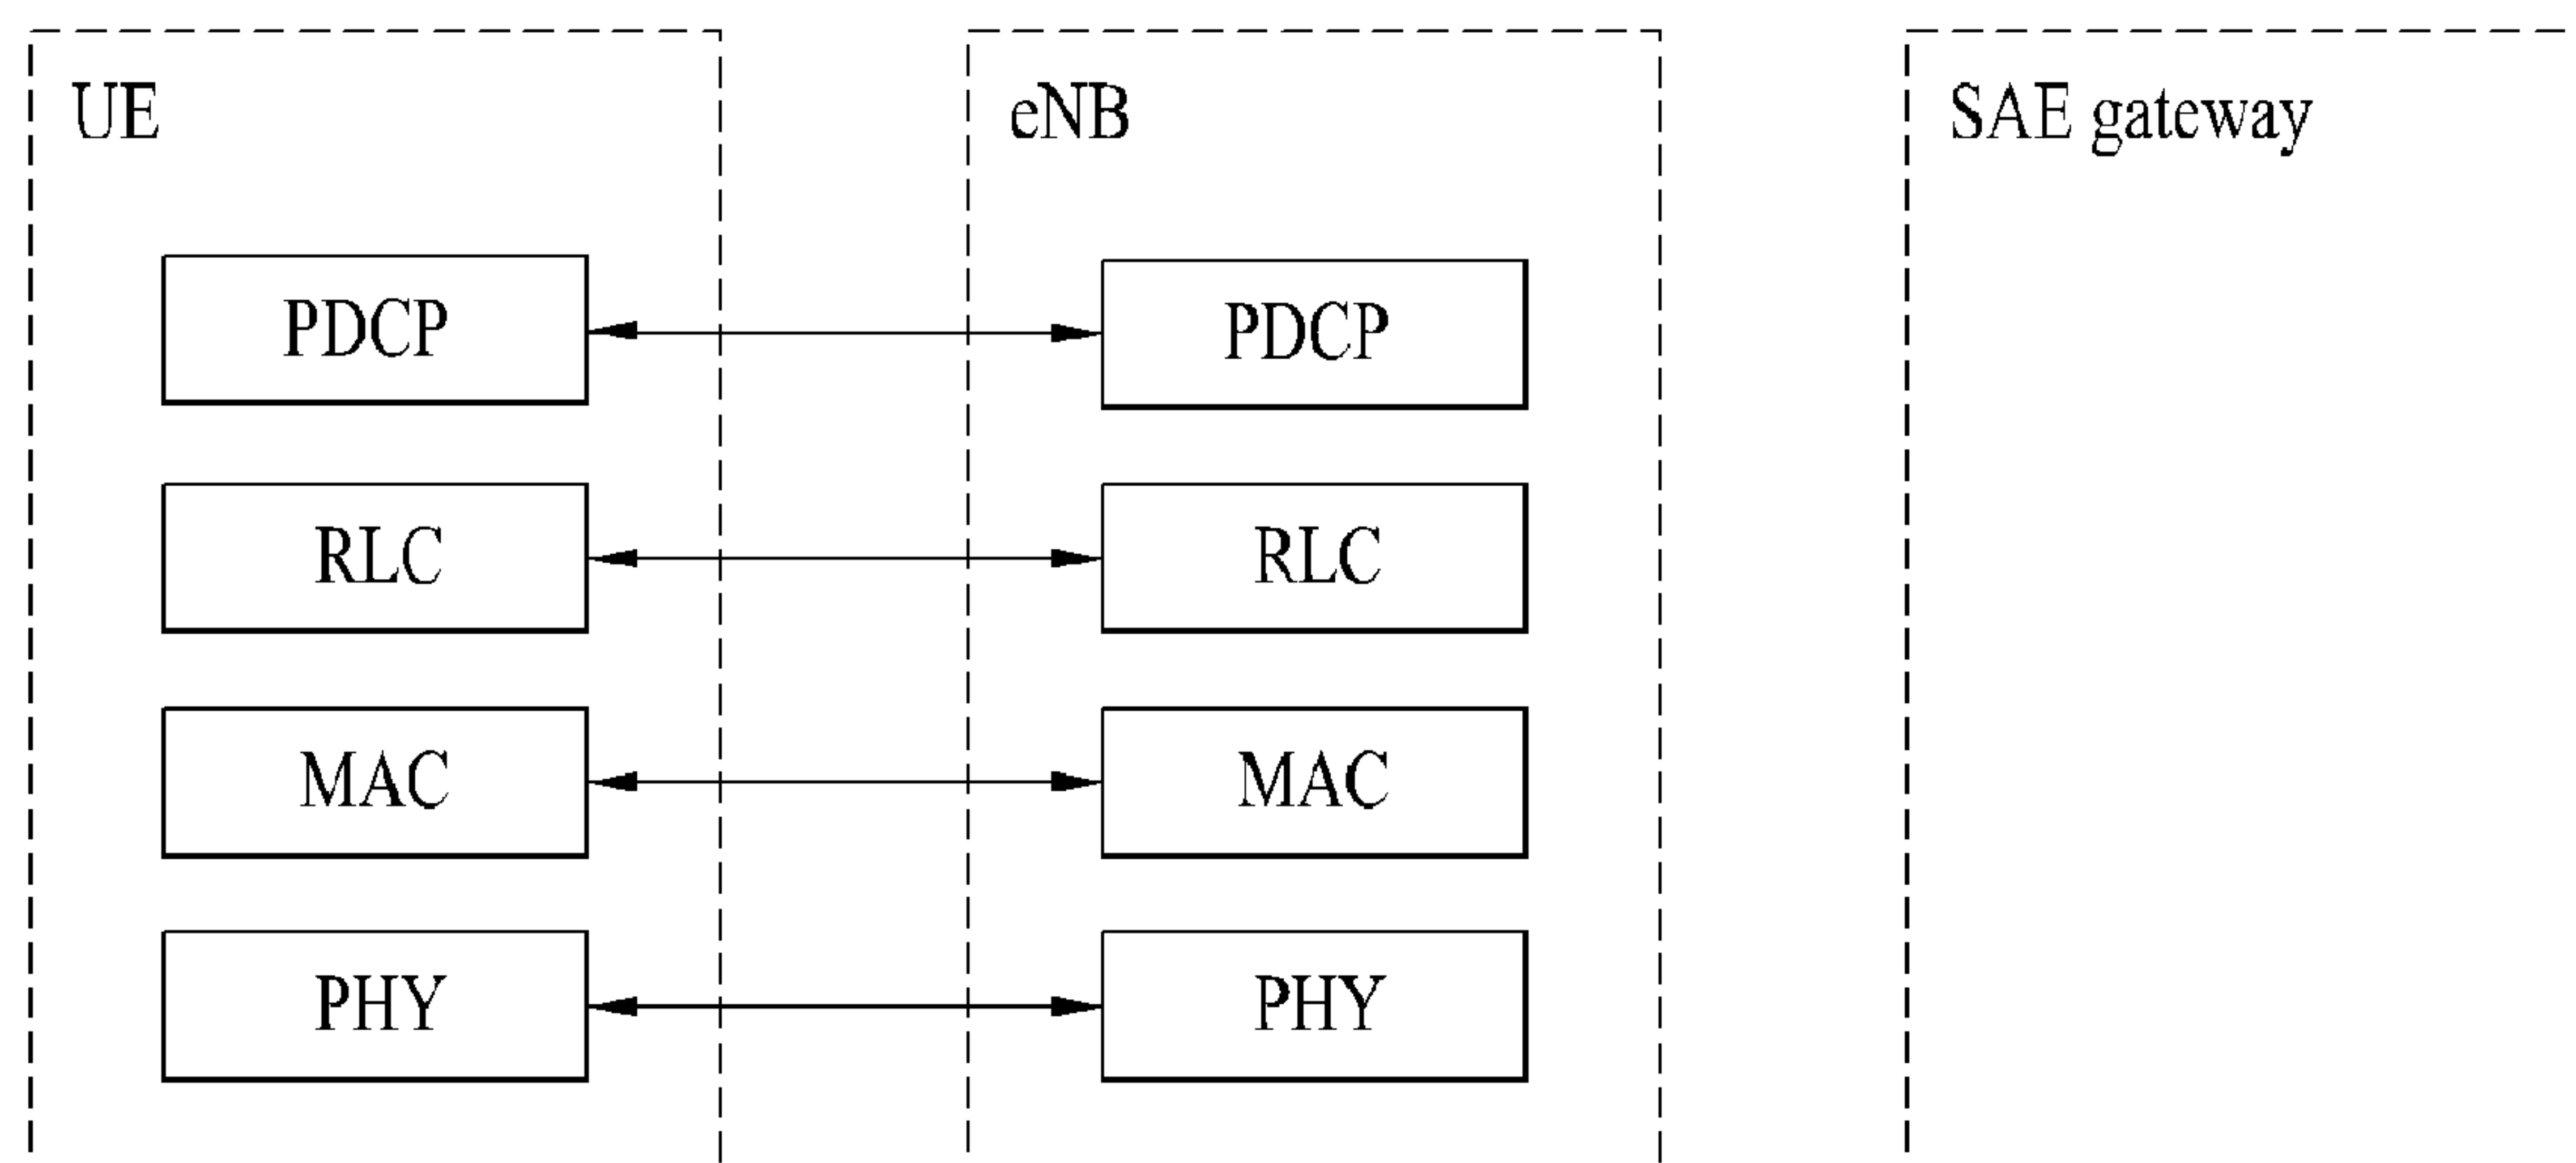 UE
eNB
SAE gateway
PDCP
PDCP
RLC
RLC
MAC
MAC
PHY
PHY